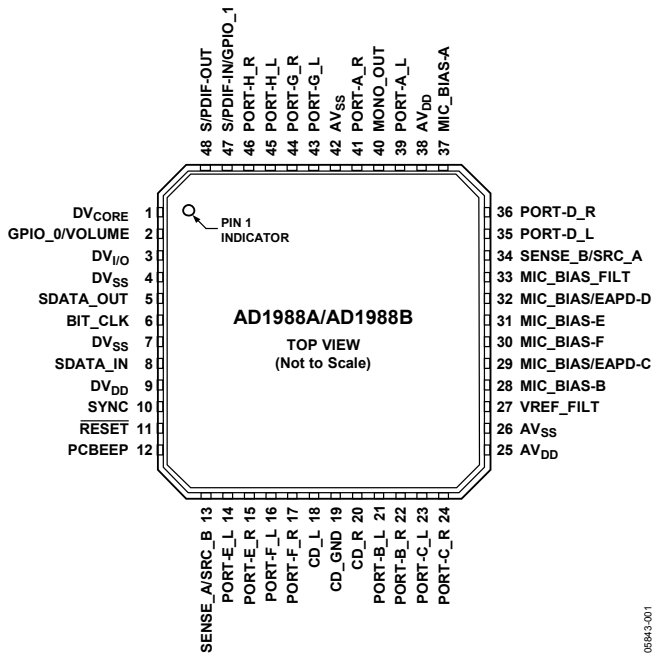 48 S/PDIF-OUT
47 S/PDIF-IN/GPIO_1
46 PORT-H_R
45 PORT-H_L
44 PORT-G_R
43 PORT-G_L
42 AVSS
41 PORT-A_R
40 MONO_OUT
39 PORT-A_L
38 AVDD
37 MIC_BIAS-A
DVCORE 1
GPIO_0/VOLUME 2
DVI/O 3
DVSS 4
SDATA_OUT 5
BIT_CLK 6
DVSS 7
SDATA_IN 8
DVDD 9
SYNC 10
RESET 11
PCBEEP 12
PIN 1
INDICATOR
AD1988A/AD1988B
TOP VIEW
(Not to Scale)
36 PORT-D_R
35 PORT-D_L
34 SENSE_B/SRC_A
33 MIC_BIAS_FILT
32 MIC_BIAS/EAPD-D
31 MIC_BIAS-E
30 MIC_BIAS-F
29 MIC_BIAS/EAPD-C
28 MIC_BIAS-B
27 VREF_FILT
26 AVSS
25 AVDD
SENSE_A/SRC_B 13
PORT-E_L 14
PORT-E_R 15
PORT-F_L 16
PORT-F_R 17
CD_L 18
CD_GND 19
CD_R 20
PORT-B_L 21
PORT-B_R 22
PORT-C_L 23
PORT-C_R 24
05843-001